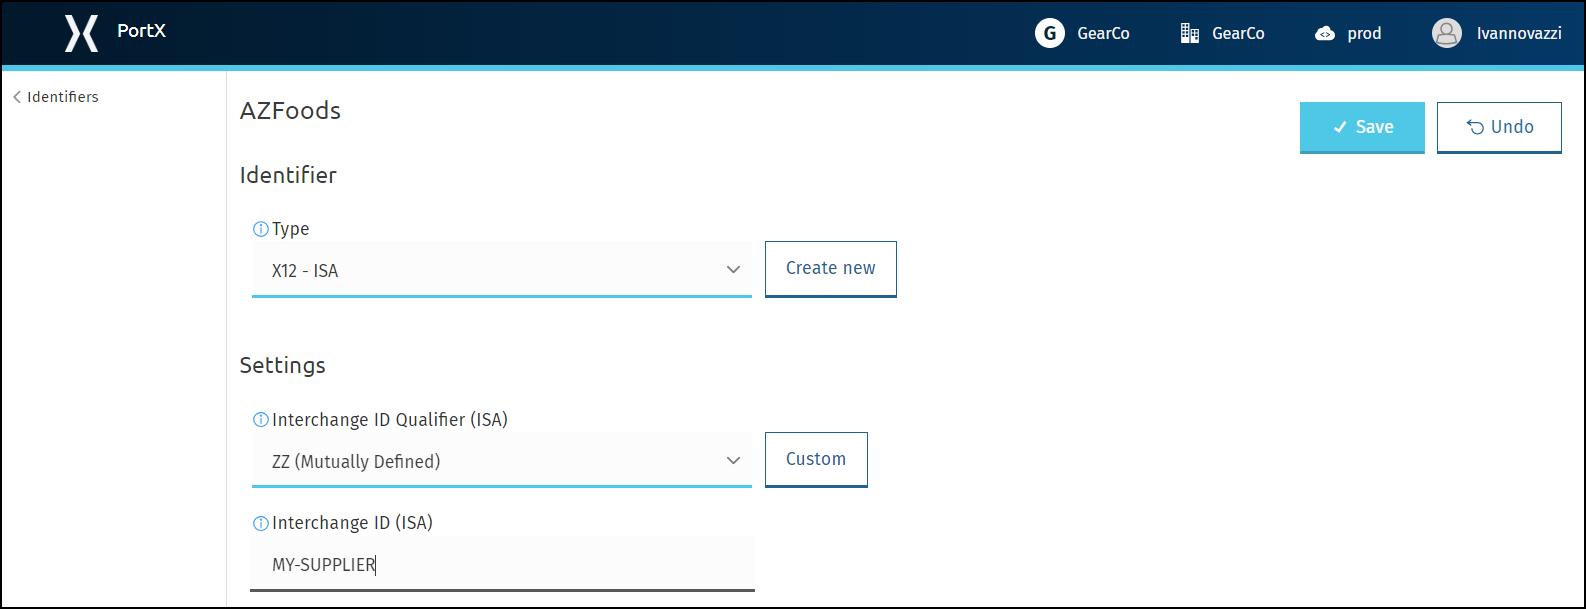 PortX
G GearCo GearCo prod Ivannovazzi
Identifiers
AZFoods
Save Undo
Identifier
Type
X12 - ISA Create new
Settings
Interchange ID Qualifier (ISA)
ZZ (Mutually Defined) Custom
Interchange ID (ISA)
MY-SUPPLIER